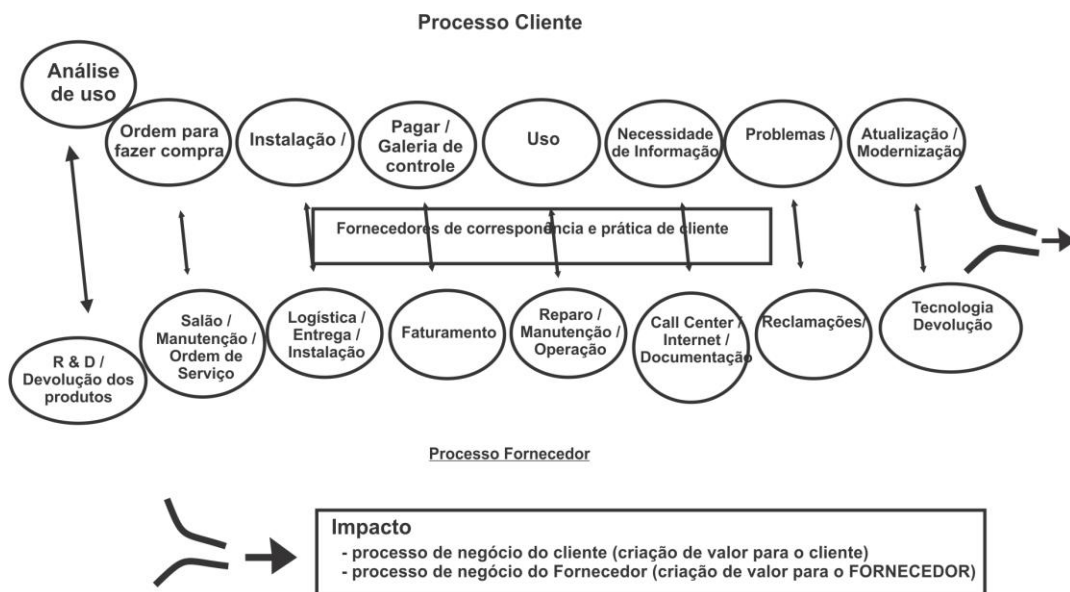 Processo Cliente
Análise
de uso
Ordem para
fazer compra
Instalação /
Pagar /
Galeria de
controle
Uso
Necessidade
de Informação
Problemas /
Atualização /
Modernização
Fornecedores de corresponência e prática de cliente
R & D /
Devolução dos
produtos
Salão /
Manutenção /
Ordem de
Serviço
Logística /
Entrega /
Instalação
Faturamento
Reparo /
Manutenção /
Operação
Call Center /
Internet /
Documentação
Reclamações/
Tecnologia
Devolução
Processo Fornecedor
Impacto
- processo de negócio do cliente (criação de valor para o cliente)
- processo de negócio do Fornecedor (criação de valor para o FORNECEDOR)